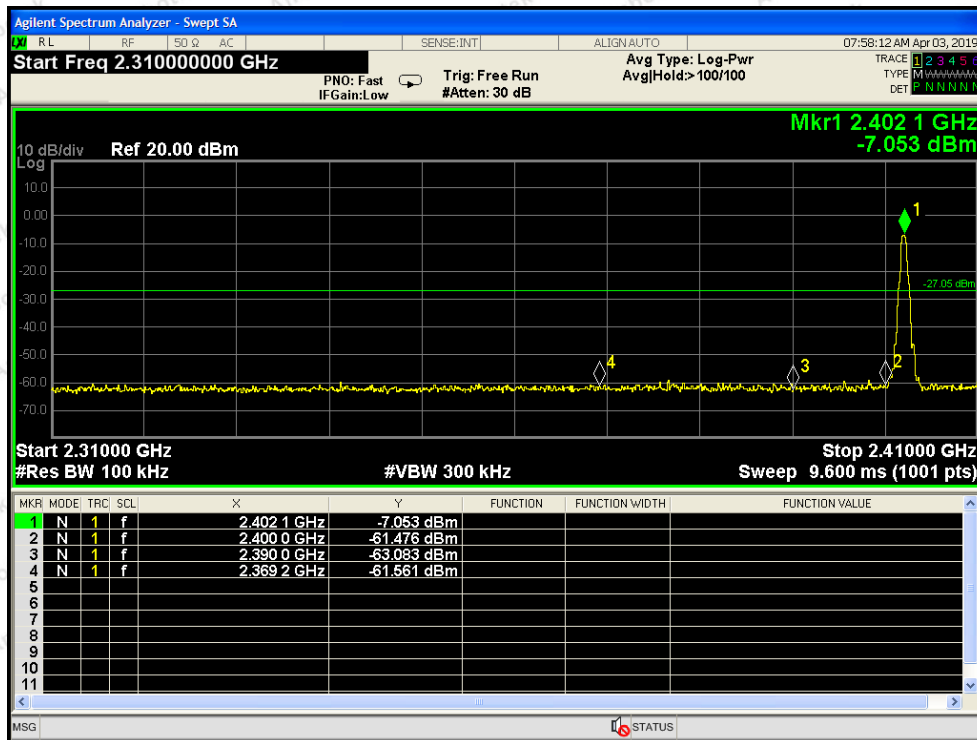 Agilent Spectrum Analyzer - Swept SA
LXI RL RF 50 Ω AC SENSE:INT ALIGNAUTO 07:58:12 AM Apr 03, 2019
Start Freq 2.310000000 GHz
PNO: Fast
IFGain:Low
Trig: Free Run
#Atten: 30 dB
Avg Type: Log-Pwr
Avg|Hold:>100/100
TRACE 1 2 3 4 5 6
TYPE M
DET P N N N N N
Mkr1 2.402 1 GHz
-7.053 dBm
10 dB/div Ref 20.00 dBm
Log
10.0
0.00
-10.0
-20.0
-30.0
-40.0
-50.0
-60.0
-70.0
1
-27.05 dBm
4
3
2
Start 2.31000 GHz Stop 2.41000 GHz
#Res BW 100 kHz #VBW 300 kHz Sweep 9.600 ms (1001 pts)
MKR MODE TRC SCL X Y FUNCTION FUNCTION WIDTH FUNCTION VALUE
1 N 1 f 2.402 1 GHz -7.053 dBm
2 N 1 f 2.400 0 GHz -61.476 dBm
3 N 1 f 2.390 0 GHz -63.083 dBm
4 N 1 f 2.369 2 GHz -61.561 dBm
5
6
7
8
9
10
11
MSG STATUS